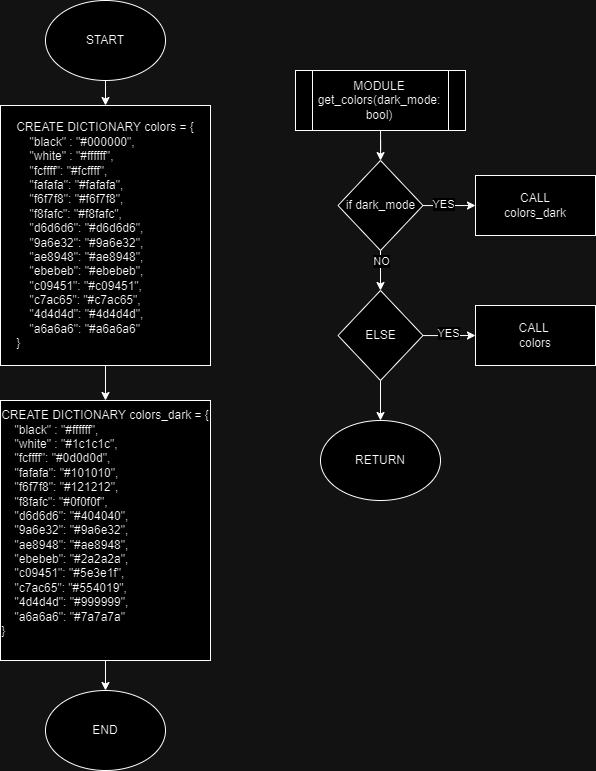 START
CREATE DICTIONARY colors = {
"black" : "#000000",
"white" : "#ffffff",
"fcffff": "#fcffff",
"fafafa": "#fafafa",
"f6f7f8": "#f6f7f8",
"f8fafc": "#f8fafc",
"d6d6d6": "#d6d6d6",
"9a6e32": "#9a6e32",
"ae8948": "#ae8948",
"ebebeb": "#ebebeb",
"c09451": "#c09451",
"c7ac65": "#c7ac65",
"4d4d4d": "#4d4d4d",
"a6a6a6": "#a6a6a6"
}
CREATE DICTIONARY colors_dark = {
"black" : "#ffffff",
"white" : "#1c1c1c",
"fcffff": "#0d0d0d",
"fafafa": "#101010",
"f6f7f8": "#121212",
"f8fafc": "#0f0f0f",
"d6d6d6": "#404040",
"9a6e32": "#9a6e32",
"ae8948": "#ae8948",
"ebebeb": "#2a2a2a",
"c09451": "#5e3e1f",
"c7ac65": "#554019",
"4d4d4d": "#999999",
"a6a6a6": "#7a7a7a"
}
END
MODULE
get_colors(dark_mode:
bool)
if dark_mode
YES
CALL
colors_dark
NO
ELSE
YES
CALL
colors
RETURN